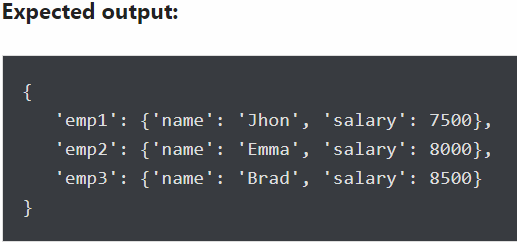 Expected output:
{
'emp1': {'name': 'Jhon', 'salary': 7500},
'emp2': {'name': 'Emma', 'salary': 8000},
'emp3': {'name': 'Brad', 'salary': 8500}
}